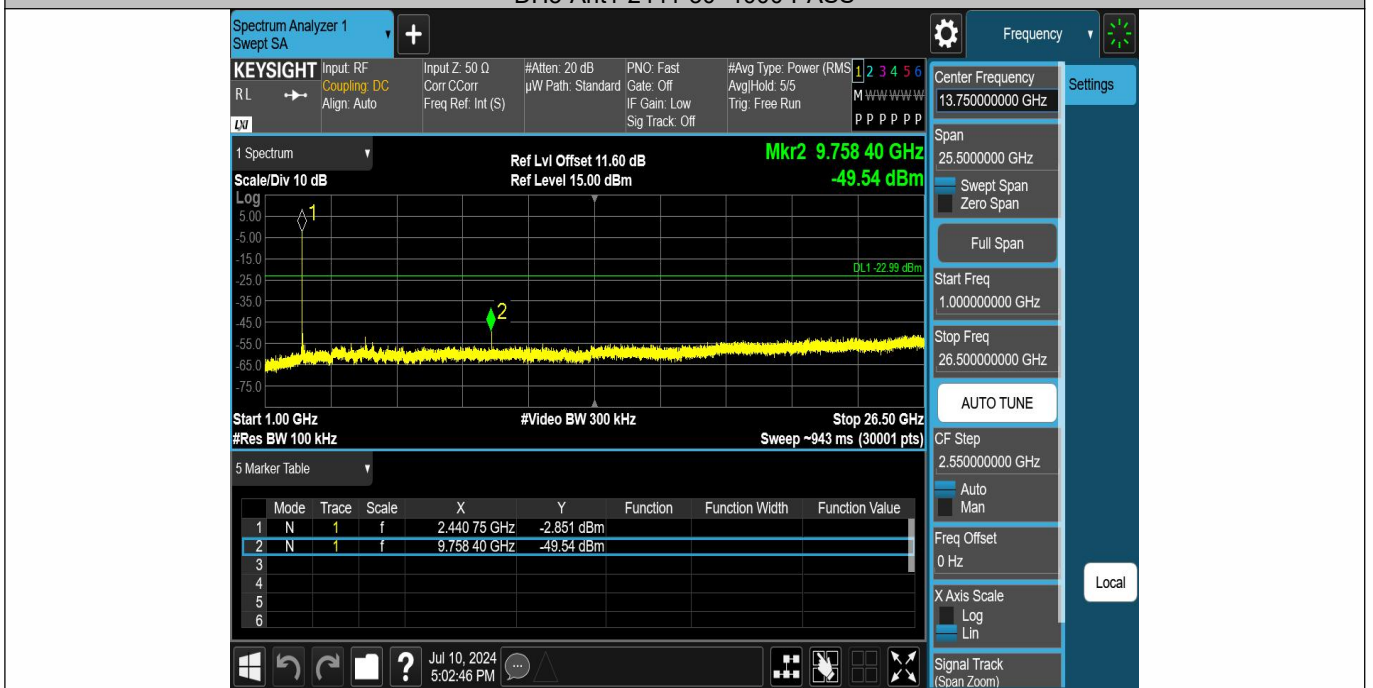 Spectrum Analyzer 1
Swept SA
Frequency
KEYSIGHT
Input: RF
Input Z: 50 Ω
#Atten: 20 dB
PNO: Fast
#Avg Type: Power (RMS
1 2 3 4 5 6
R L
Coupling: DC
Corr CCorr
µW Path: Standard
Gate: Off
Avg|Hold: 5/5
M W W W W W
Align: Auto
Freq Ref: Int (S)
IF Gain: Low
Trig: Free Run
LXI
Sig Track: Off
P P P P P P
1 Spectrum
Ref Lvl Offset 11.60 dB
Mkr2 9.758 40 GHz
Scale/Div 10 dB
Ref Level 15.00 dBm
-49.54 dBm
Log
5.00
1
-5.00
-15.0
DL1 -22.99 dBm
-25.0
-35.0
2
-45.0
-55.0
-65.0
-75.0
Start 1.00 GHz
#Video BW 300 kHz
Stop 26.50 GHz
#Res BW 100 kHz
Sweep ~943 ms (30001 pts)
5 Marker Table
Mode Trace Scale X Y Function Function Width Function Value
1 N 1 f 2.440 75 GHz -2.851 dBm
2 N 1 f 9.758 40 GHz -49.54 dBm
3
4
5
6
Jul 10, 2024
5:02:46 PM
Center Frequency
13.750000000 GHz
Settings
Span
25.5000000 GHz
Swept Span
Zero Span
Full Span
Start Freq
1.000000000 GHz
Stop Freq
26.500000000 GHz
AUTO TUNE
CF Step
2.550000000 GHz
Auto
Man
Freq Offset
0 Hz
Local
X Axis Scale
Log
Lin
Signal Track
(Span Zoom)